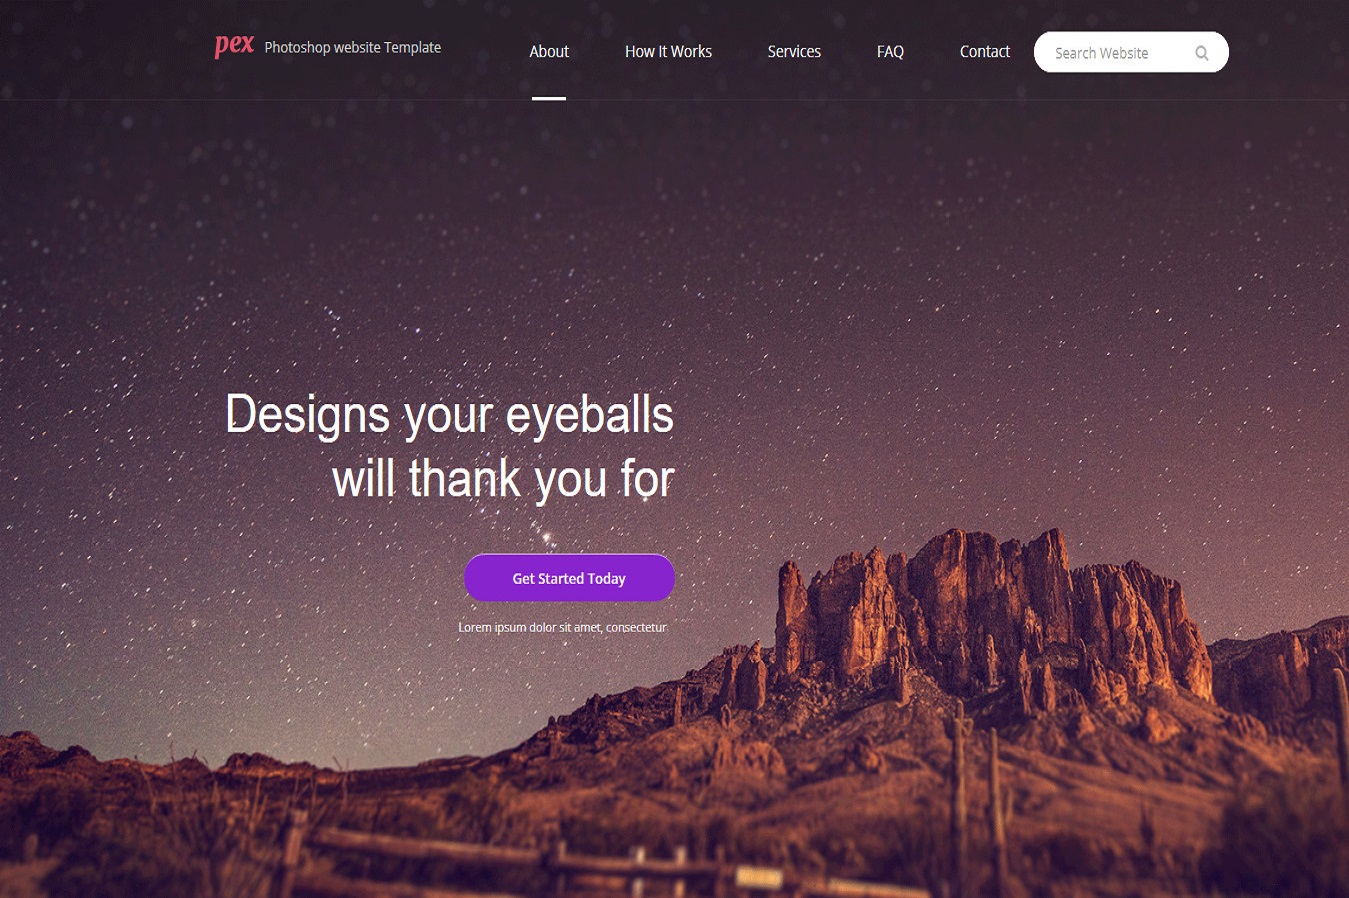 pex Photoshop website Template
About How It Works Services FAQ Contact Search Website
Designs your eyeballs
will thank you for
Get Started Today
Lorem ipsum dolor sit amet, consectetur